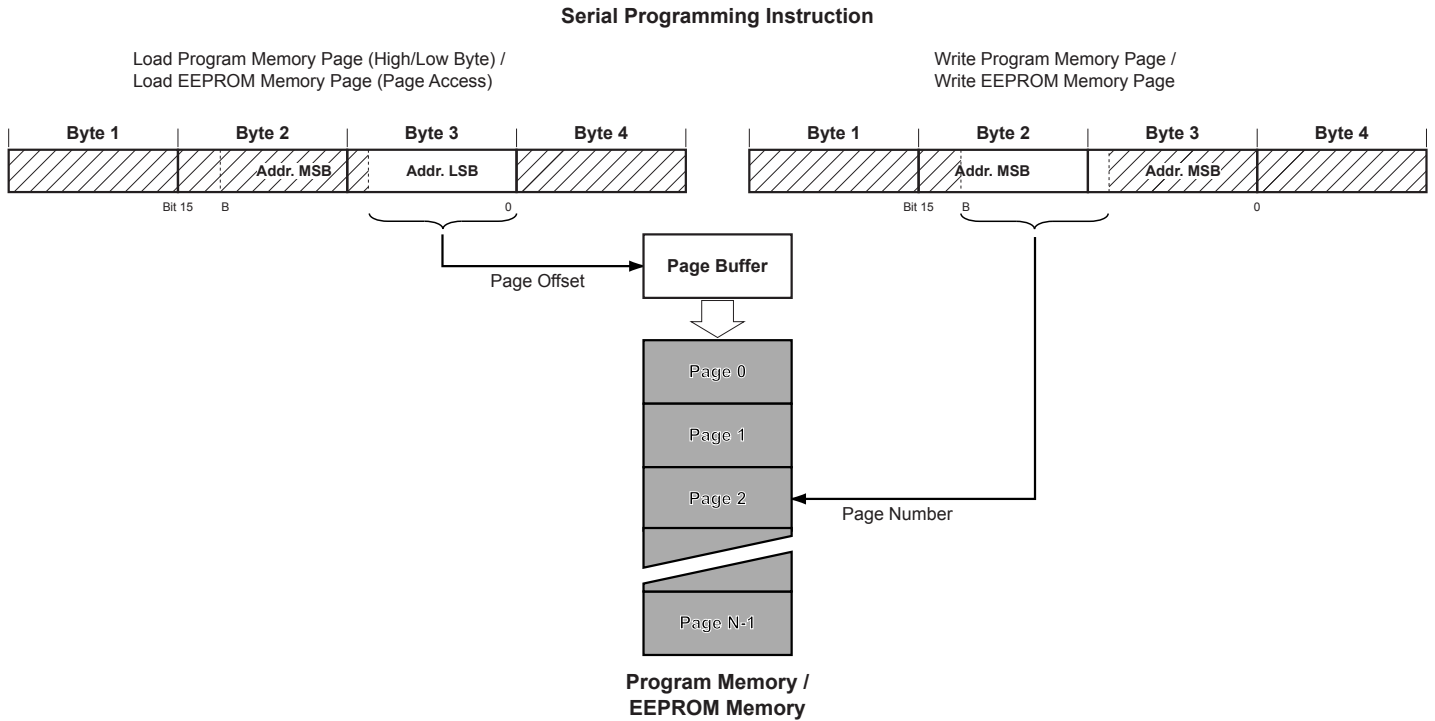 Serial Programming Instruction
Load Program Memory Page (High/Low Byte) /
Load EEPROM Memory Page (Page Access)
Write Program Memory Page /
Write EEPROM Memory Page
Byte 1 Byte 2 Byte 3 Byte 4
Byte 1 Byte 2 Byte 3 Byte 4
Addr. MSB Addr. LSB
Addr. MSB Addr. MSB
Bit 15 B 0
Bit 15 B 0
Page Buffer
Page Offset
Page 0
Page 1
Page 2
Page Number
Page N-1
Program Memory /
EEPROM Memory